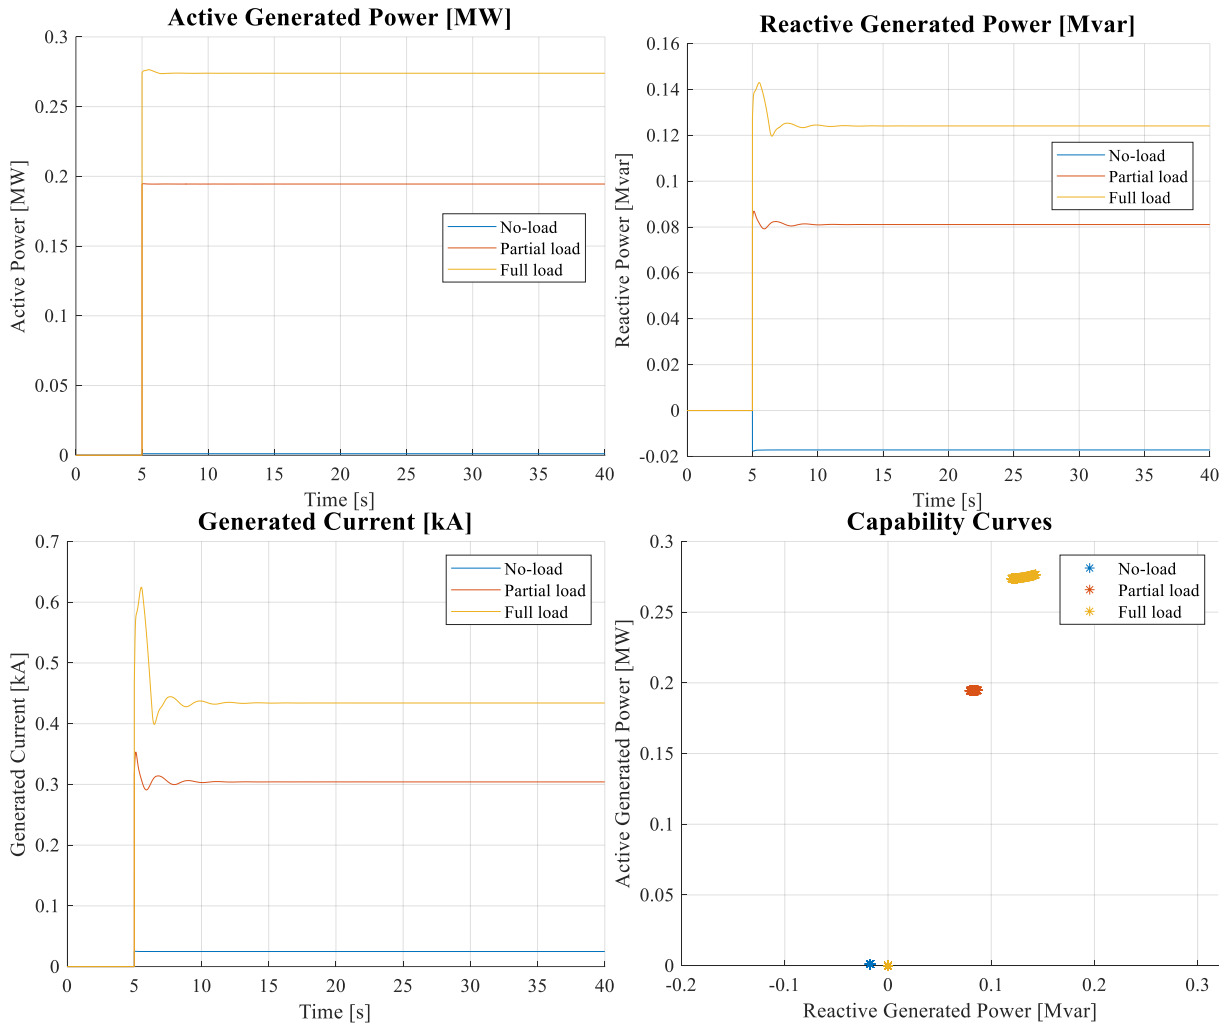 Active Generated Power [MW]
Active Power [MW]
0.3
0.25
0.2
0.15
0.1
0.05
0
No-load
Partial load
Full load
0 5 10 15 20 25 30 35 40
Time [s]
Reactive Generated Power [Mvar]
Reactive Power [Mvar]
0.16
0.14
0.12
0.1
0.08
0.06
0.04
0.02
0
-0.02
No-load
Partial load
Full load
0 5 10 15 20 25 30 35 40
Time [s]
Generated Current [kA]
Generated Current [kA]
0.7
0.6
0.5
0.4
0.3
0.2
0.1
0
No-load
Partial load
Full load
0 5 10 15 20 25 30 35 40
Time [s]
Capability Curves
Active Generated Power [MW]
0.3
0.25
0.2
0.15
0.1
0.05
0
No-load
Partial load
Full load
-0.2 -0.1 0 0.1 0.2 0.3
Reactive Generated Power [Mvar]